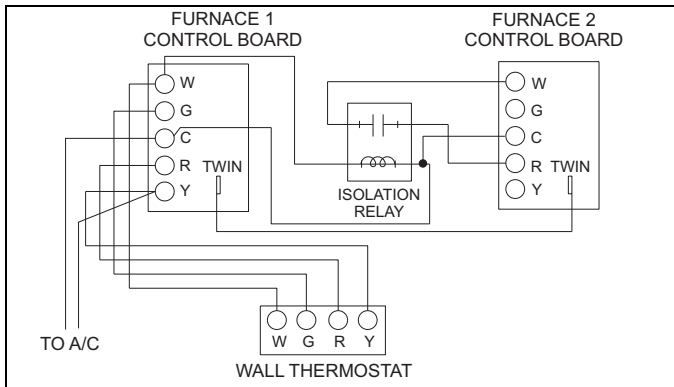 FURNACE 1
CONTROL BOARD
FURNACE 2
CONTROL BOARD
W
G
C
R
Y
TWIN
ISOLATION
RELAY
W
G
C
R
Y
TWIN
TO A/C
W G R Y
WALL THERMOSTAT